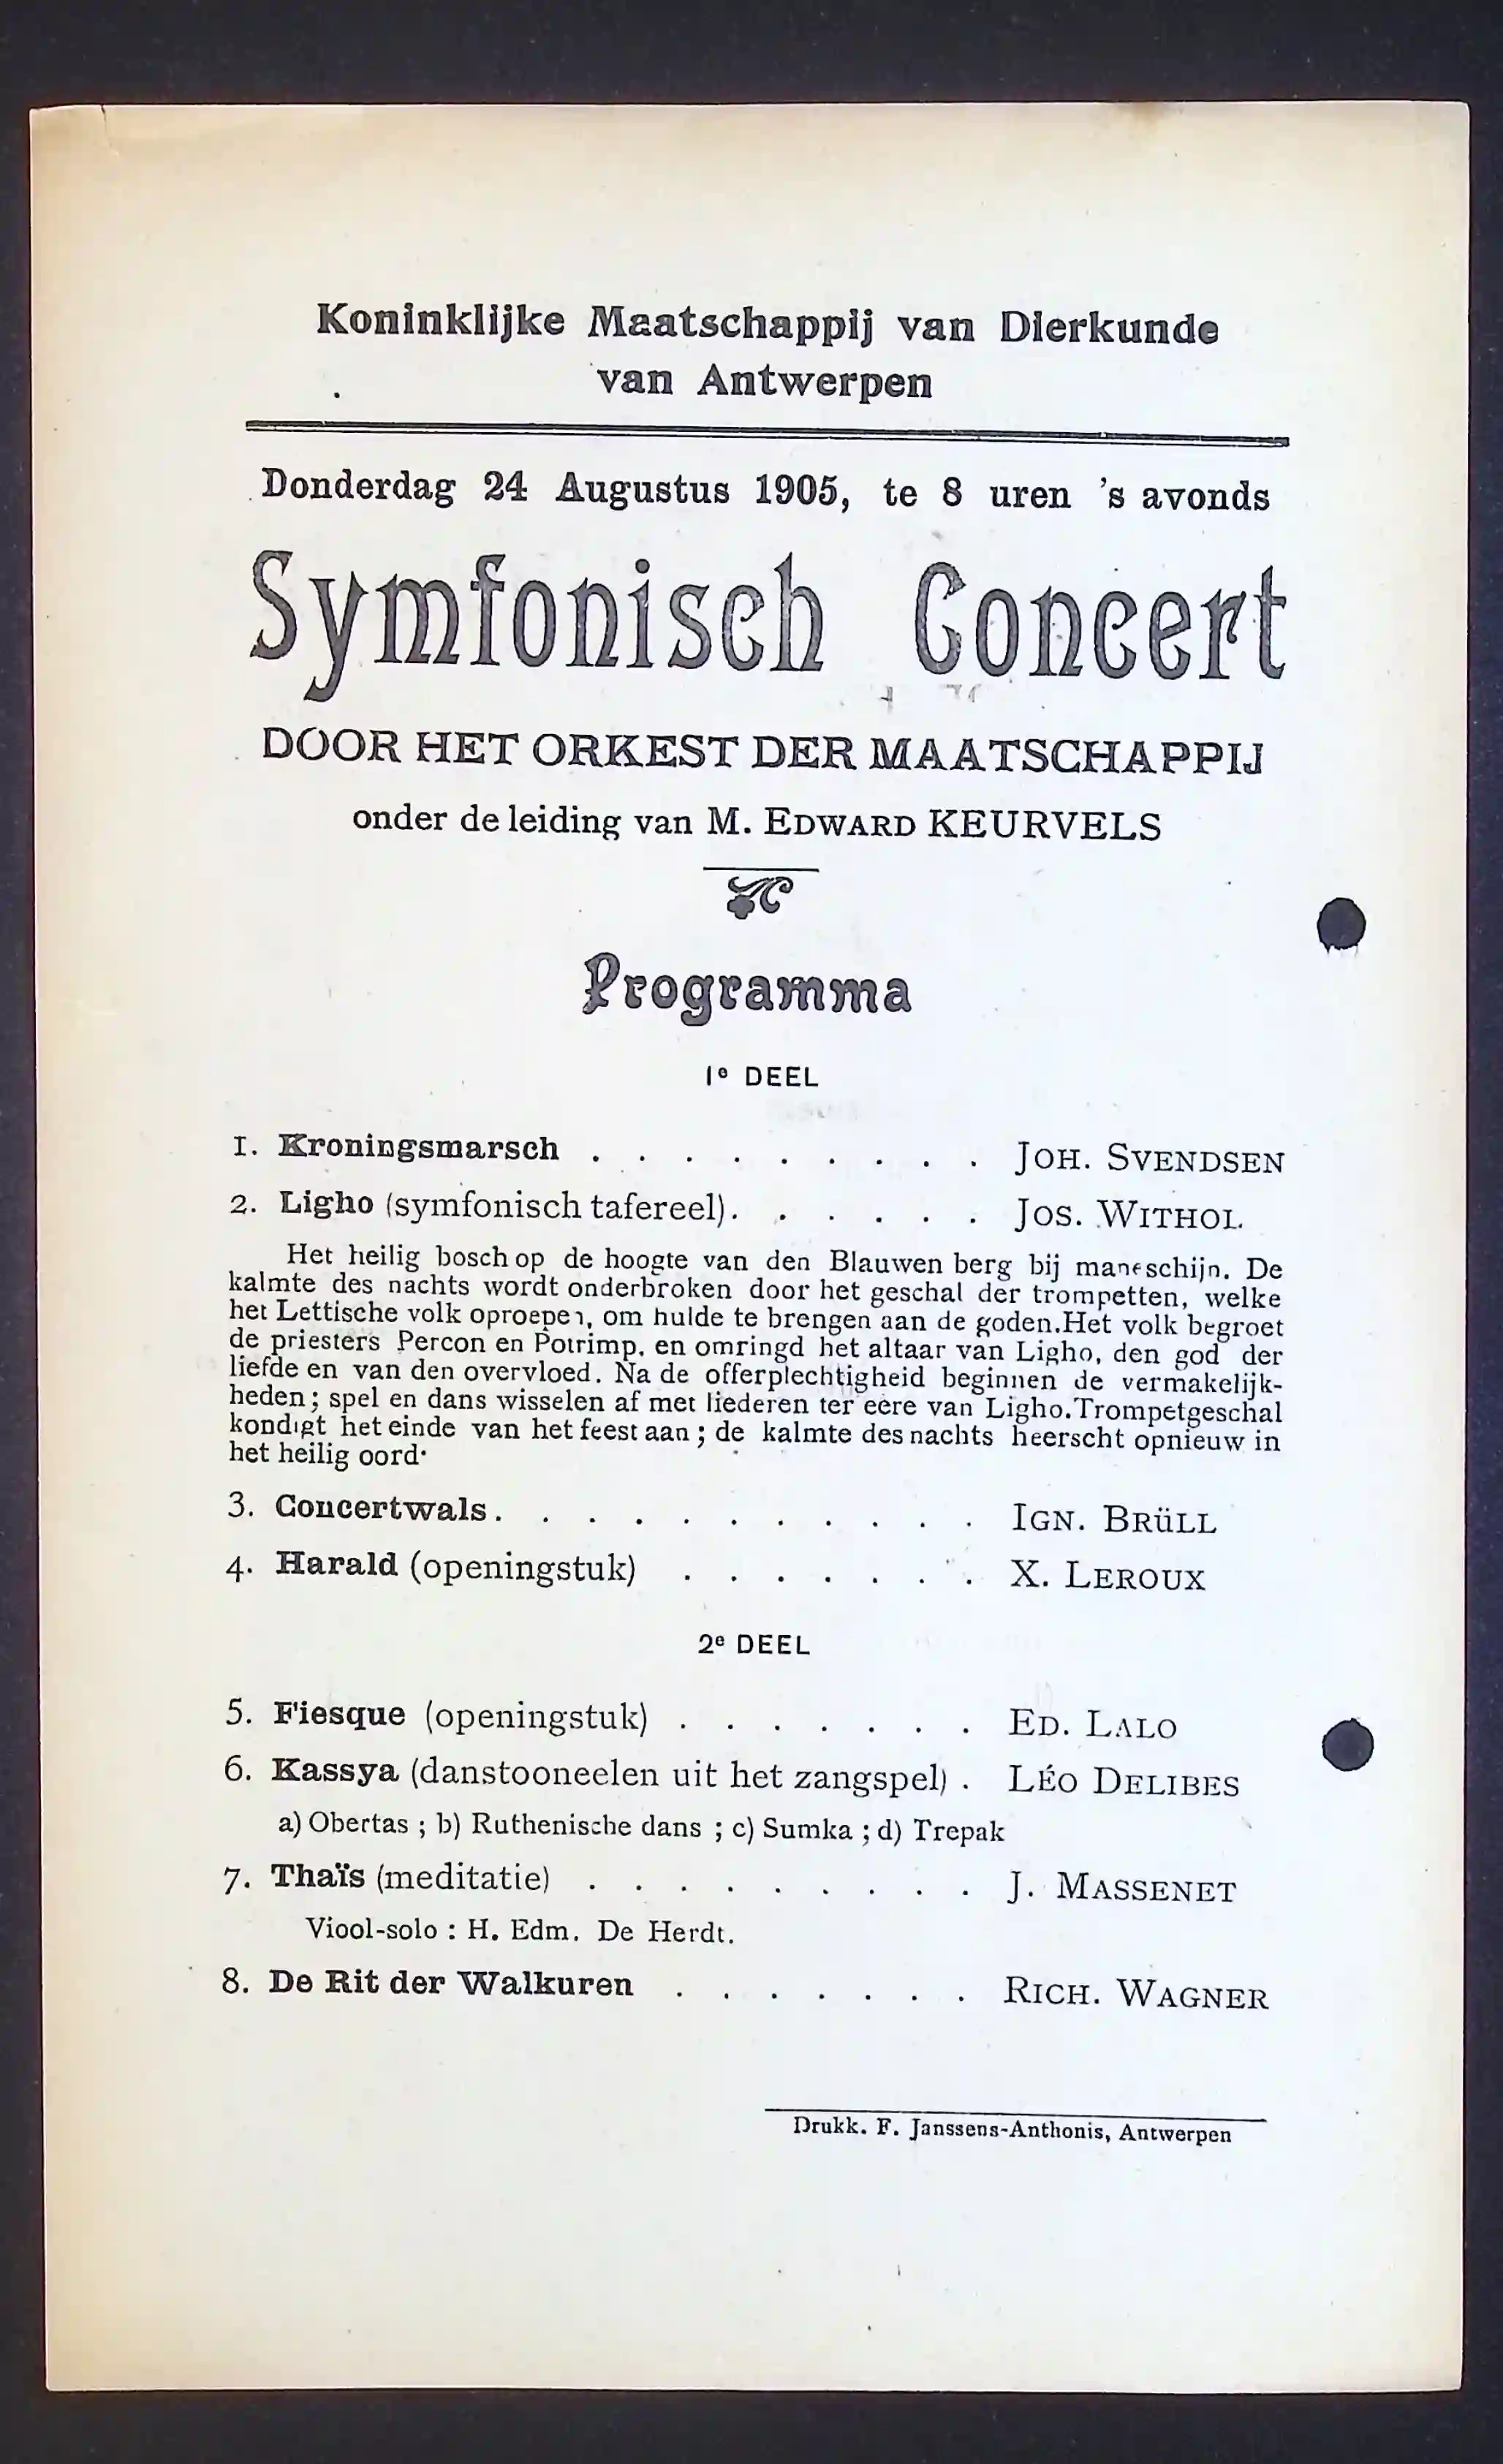 Koninklijke Maatschappij van Dierkunde
van Antwerpen
Donderdag 24 Augustus 1905, te 8 uren 's avonds
Symfonisch Concert
DOOR HET ORKEST DER MAATSCHAPPIJ
onder de leiding van M. EDWARD KEURVELS
Programma
1e DEEL
1. Kroningsmarsch . . . . . . . . . JOH. SVENDSEN
2. Ligho (symfonisch tafereel). . . . . . JOS. WITHOL
Het heilig bosch op de hoogte van den Blauwen berg bij maneschijn. De
kalmte des nachts wordt onderbroken door het geschal der trompetten, welke
het Lettische volk oproepen, om hulde te brengen aan de goden. Het volk begroet
de priesters Percon en Potrimp, en omringd het altaar van Ligho, den god der
liefde en van den overvloed. Na de offerplechtigheid beginnen de vermakelijk-
heden; spel en dans wisselen af met liederen ter eere van Ligho. Trompetgeschal
kondigt het einde van het feest aan; de kalmte des nachts heerscht opnieuw in
het heilig oord.
3. Concertwals. . . . . . . . . . . IGN. BRÜLL
4. Harald (openingstuk) . . . . . . . X. LEROUX
2e DEEL
5. Fiesque (openingstuk) . . . . . . . ED. LALO
6. Kassya (danstooneelen uit het zangspel) . LÉO DELIBES
a) Obertas ; b) Ruthenische dans ; c) Sumka ; d) Trepak
7. Thaïs (meditatie) . . . . . . . . . J. MASSENET
Viool-solo : H. Edm. De Herdt.
8. De Rit der Walkuren . . . . . . . RICH. WAGNER
Drukk. F. Janssens-Anthonis, Antwerpen